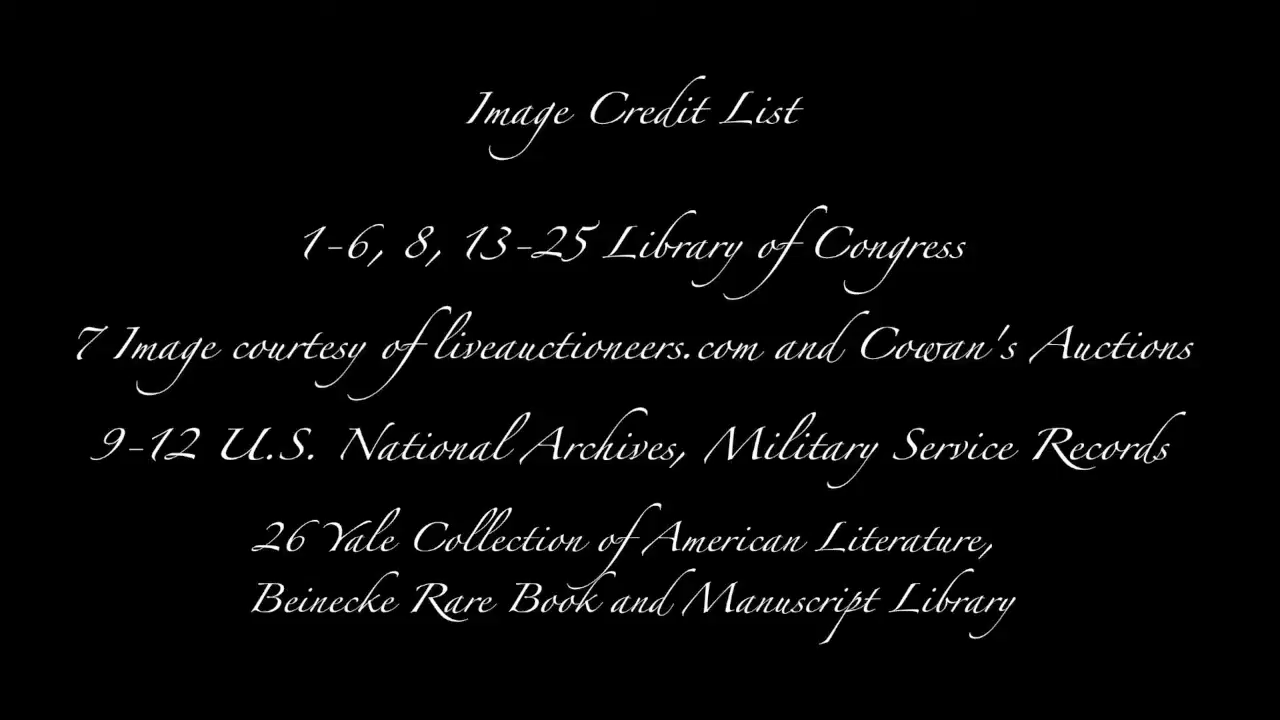 Image Credit List
1-6, 8, 13-25 Library of Congress
7 Image courtesy of liveauctioneers.com and Cowan's Auctions
9-12 U.S. National Archives, Military Service Records
26 Yale Collection of American Literature,
Beinecke Rare Book and Manuscript Library